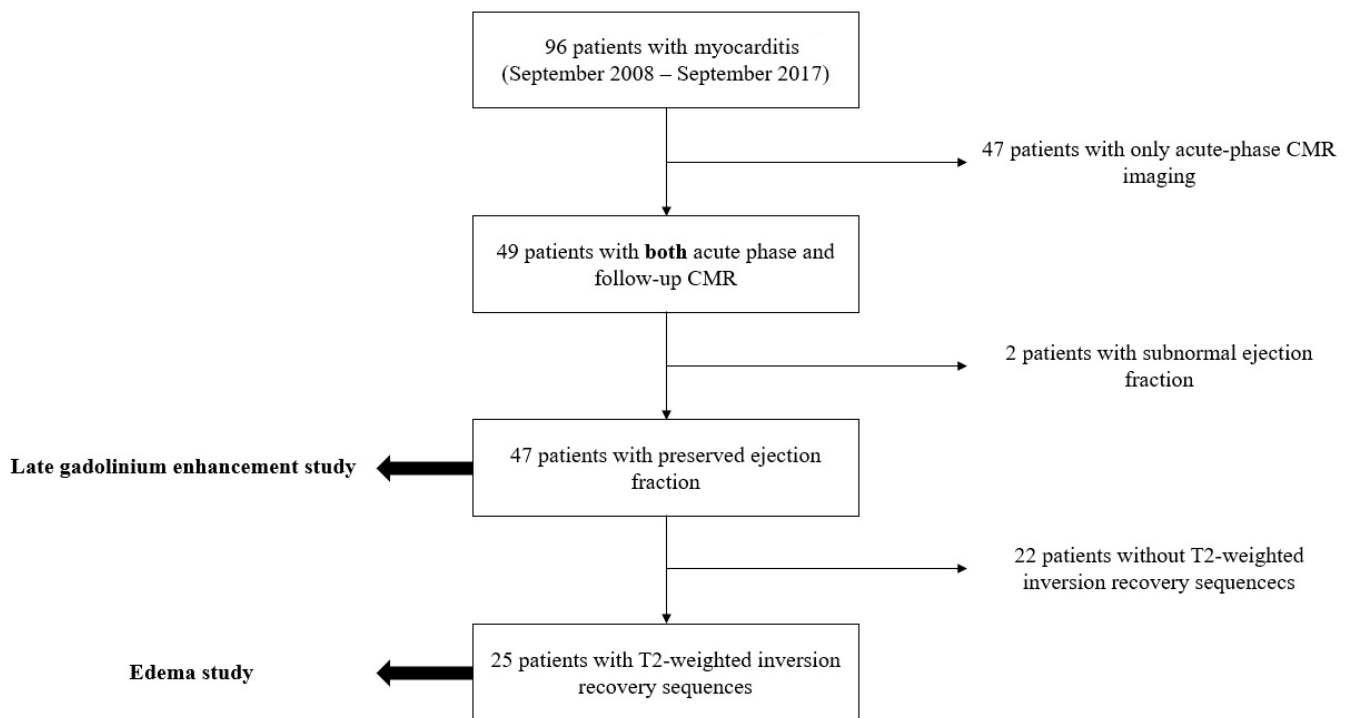 96 patients with myocarditis
(September 2008 – September 2017)
47 patients with only acute-phase CMR
imaging
49 patients with both acute phase and
follow-up CMR
2 patients with subnormal ejection
fraction
47 patients with preserved ejection
fraction
Late gadolinium enhancement study
22 patients without T2-weighted
inversion recovery sequencecs
25 patients with T2-weighted inversion
recovery sequences
Edema study